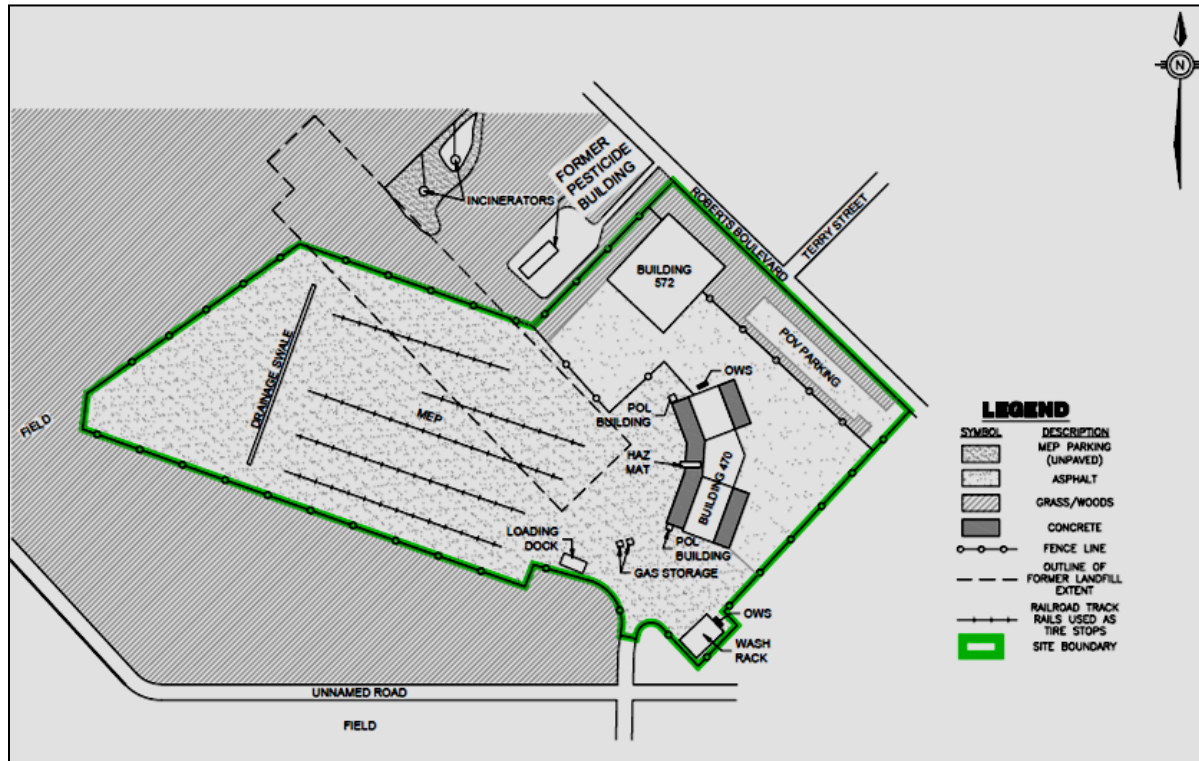 N
FORMER
PESTICIDE
BUILDING
INCINERATORS
ROBERTS BOULEVARD
TERRY STREET
BUILDING
572
POV PARKING
DRAINAGE SWALE
MEP
OWS
POL
BUILDING
HAZ
MAT
BUILDING 470
FIELD
LOADING
DOCK
POL
BUILDING
GAS STORAGE
OWS
WASH
RACK
UNNAMED ROAD
FIELD
LEGEND
SYMBOL DESCRIPTION
MEP PARKING
(UNPAVED)
ASPHALT
GRASS/WOODS
CONCRETE
FENCE LINE
OUTLINE OF
FORMER LANDFILL
EXTENT
RAILROAD TRACK
RAILS USED AS
TIRE STOPS
SITE BOUNDARY